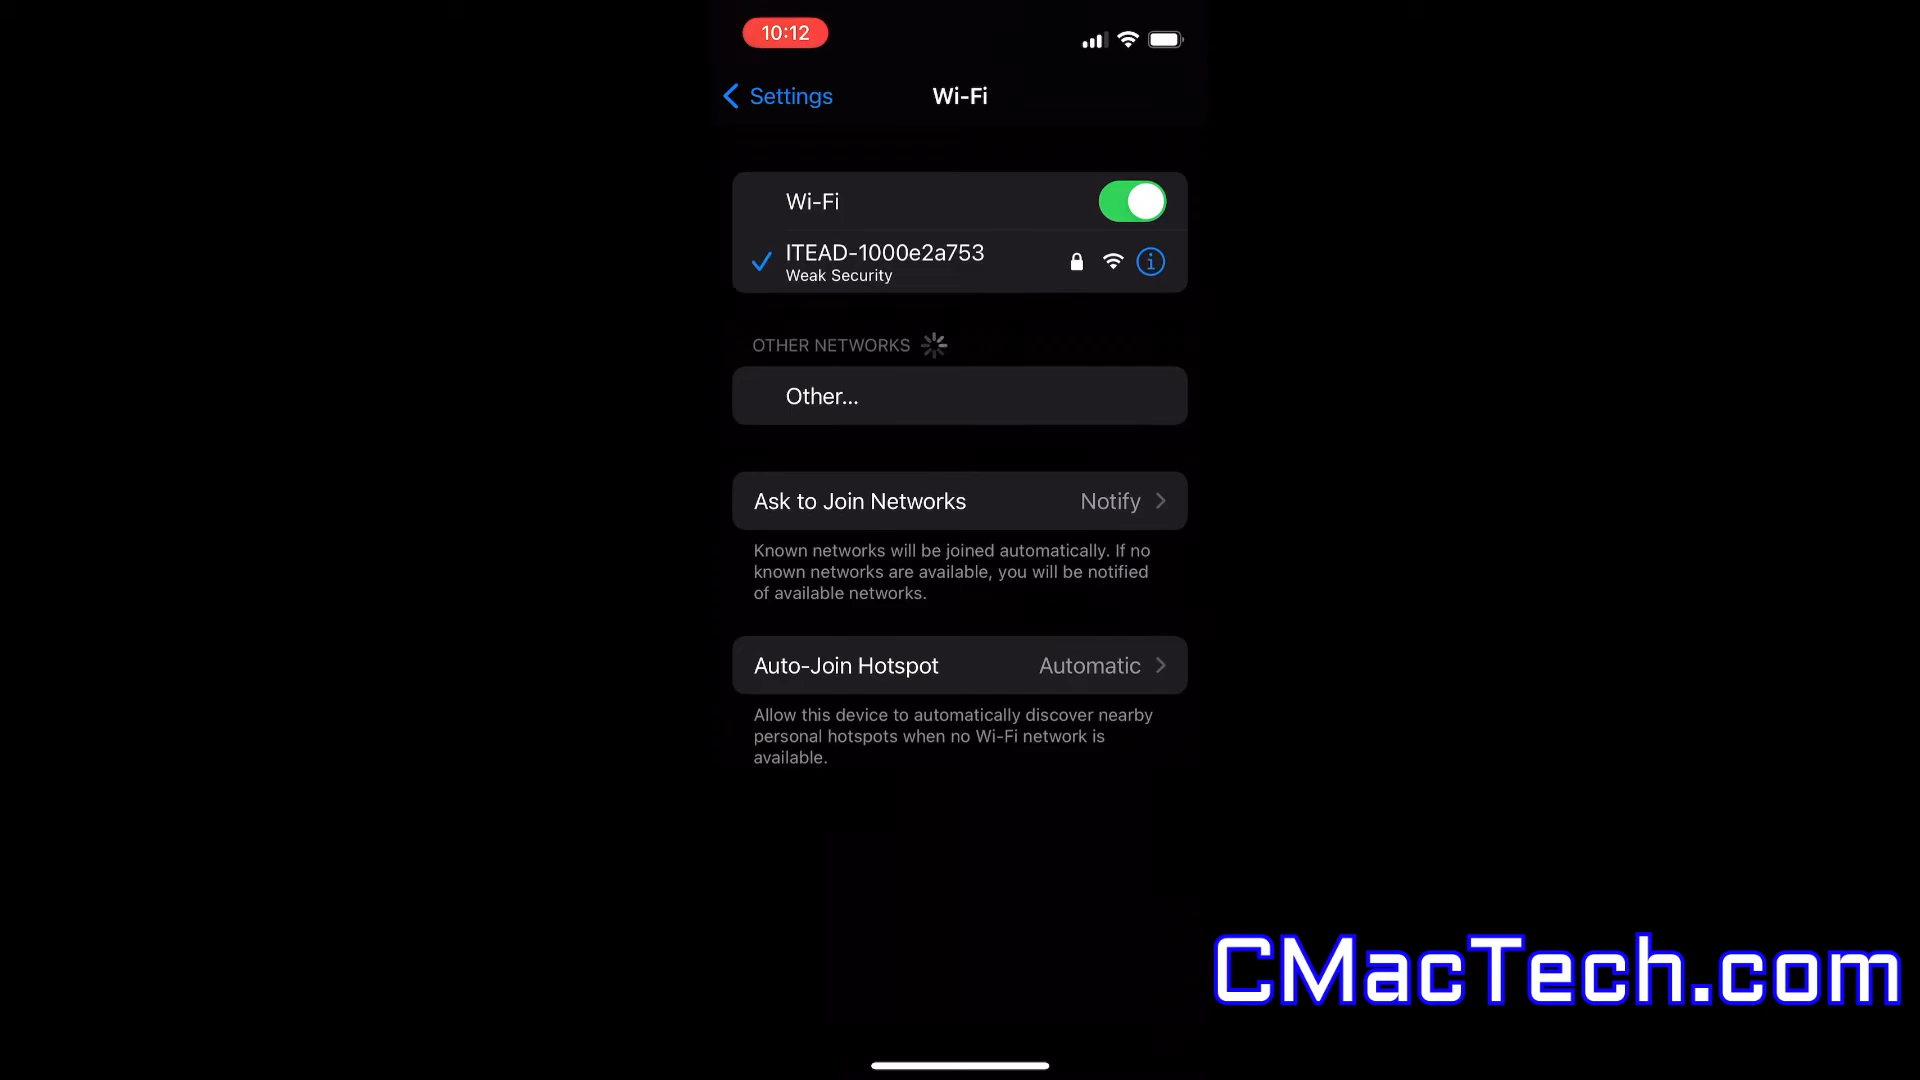 10:12
Settings
Wi-Fi
Wi-Fi
ITEAD-1000e2a753
Weak Security
OTHER NETWORKS
Other...
Ask to Join Networks
Notify
Known networks will be joined automatically. If no
known networks are available, you will be notified
of available networks.
Auto-Join Hotspot
Automatic
Allow this device to automatically discover nearby
personal hotspots when no Wi-Fi network is
available.
CMacTech.com